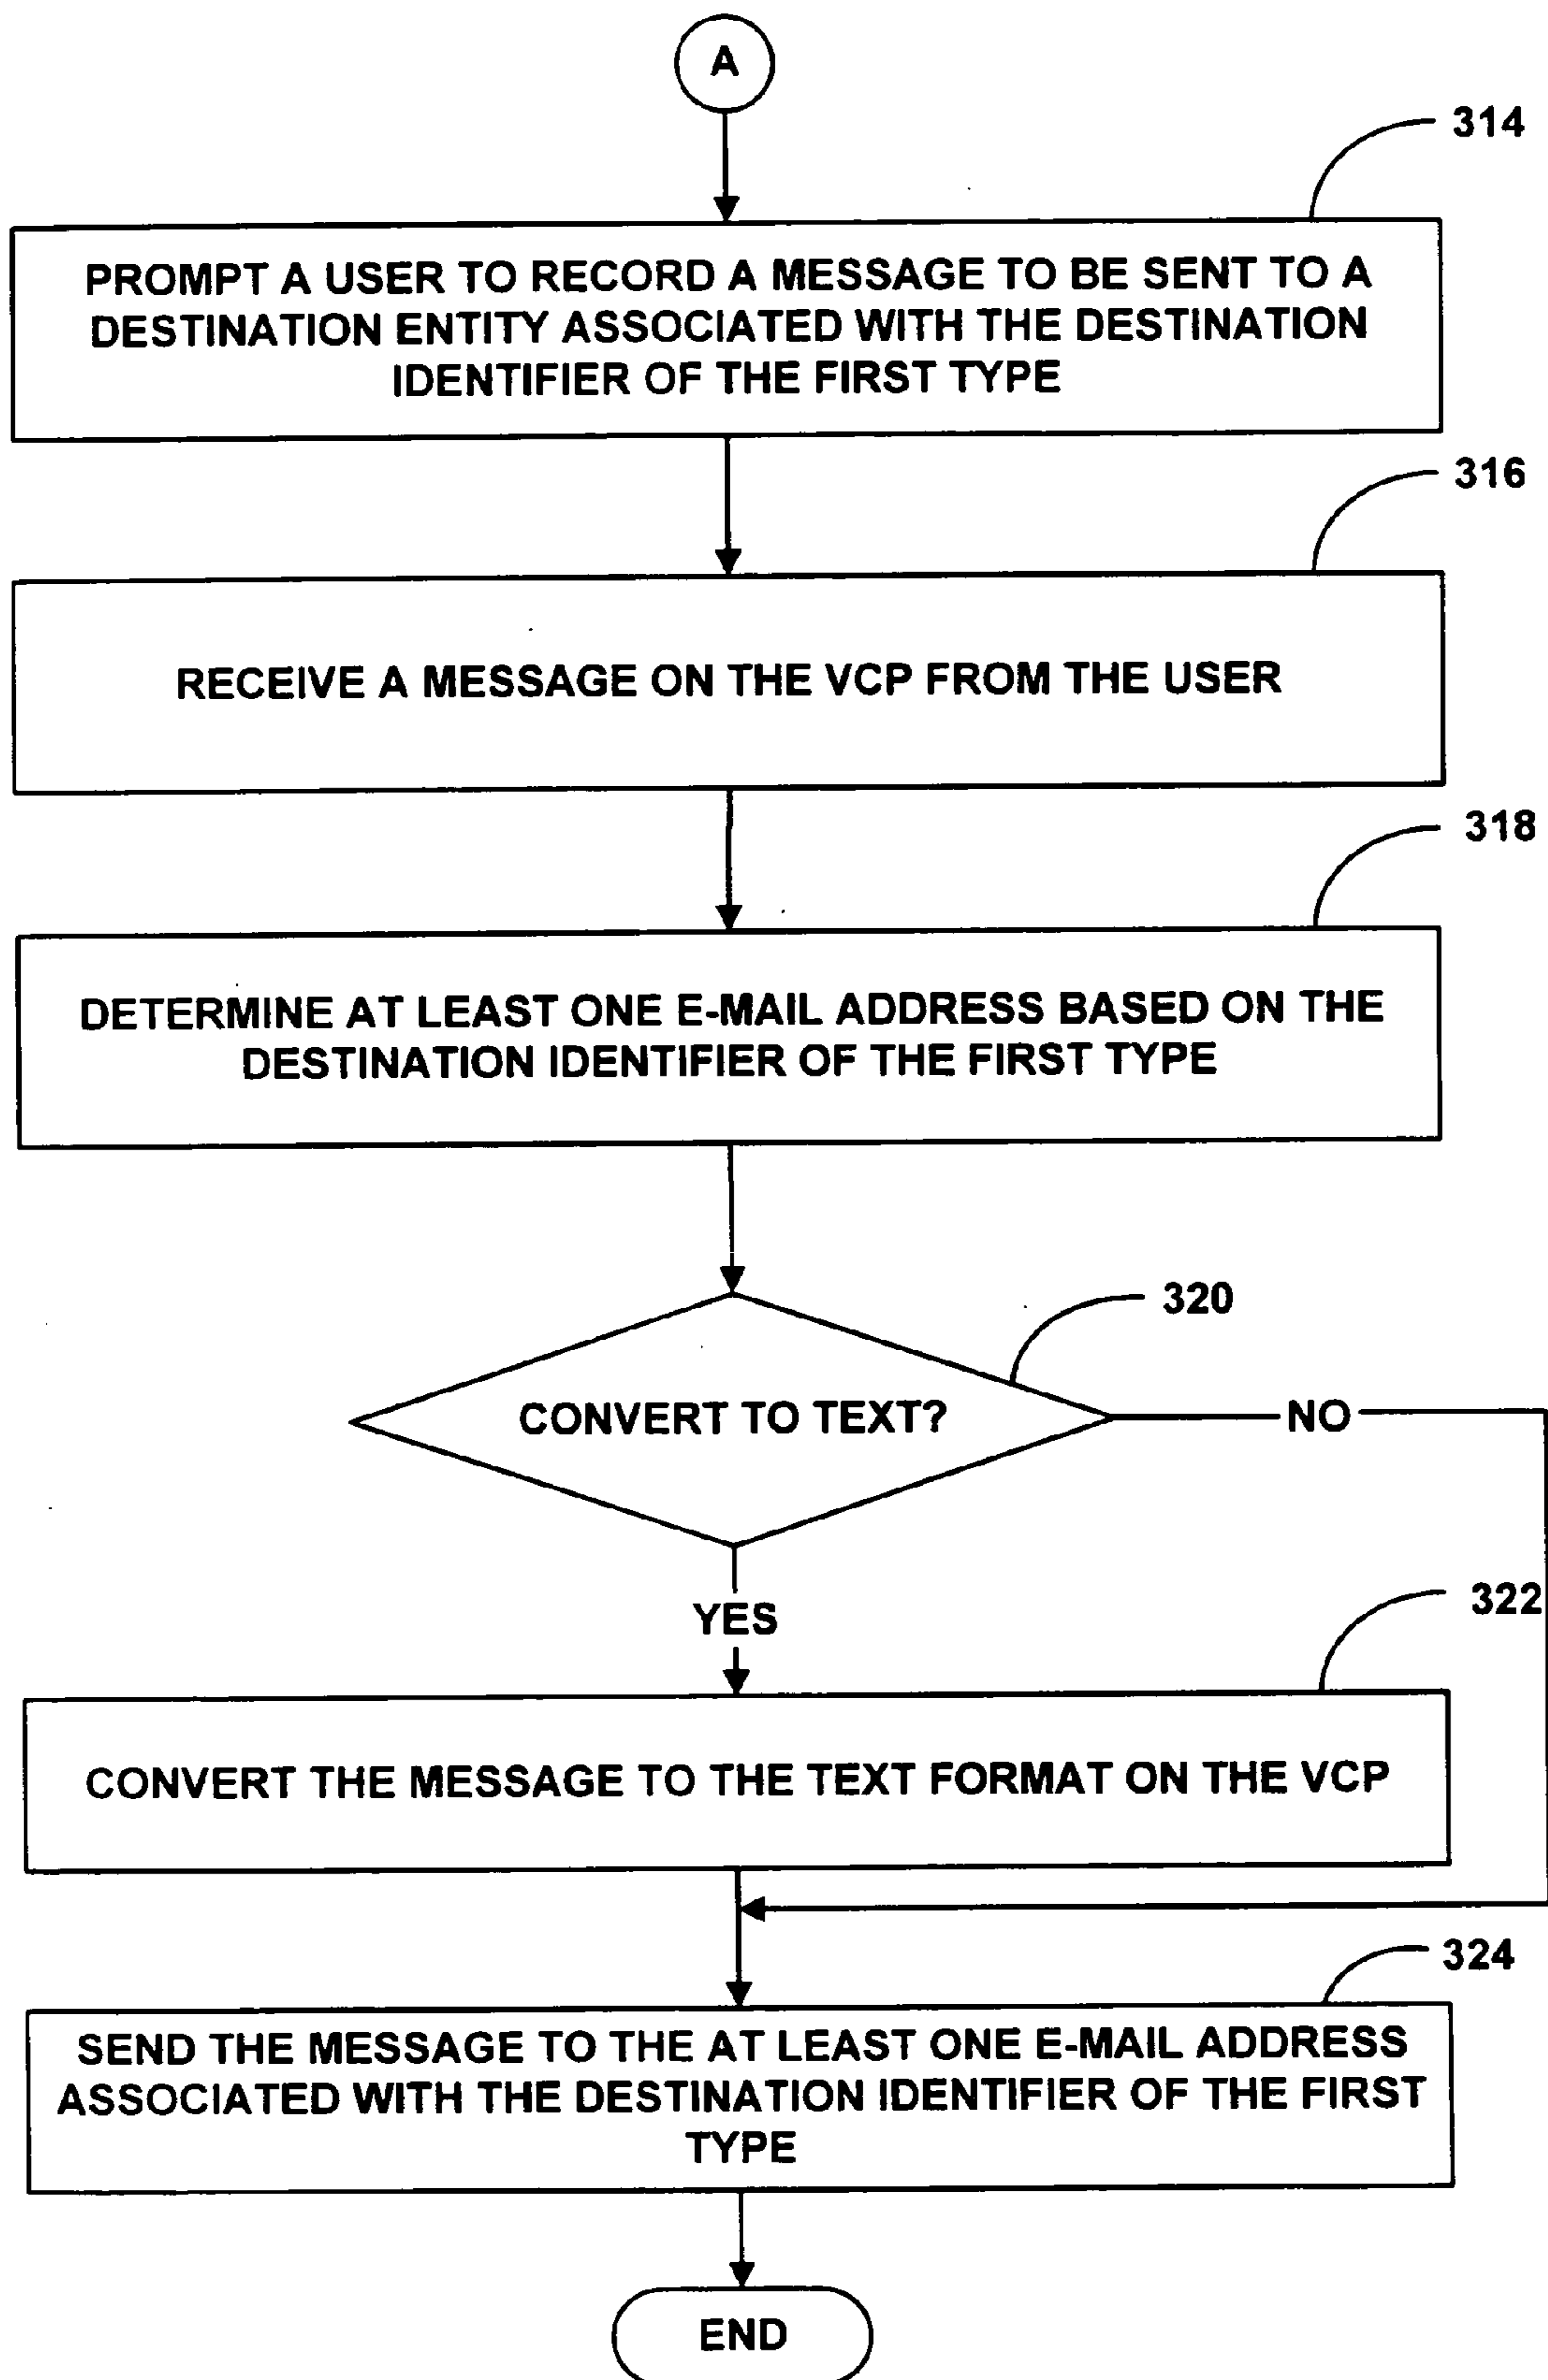 A
314
PROMPT A USER TO RECORD A MESSAGE TO BE SENT TO A
DESTINATION ENTITY ASSOCIATED WITH THE DESTINATION
IDENTIFIER OF THE FIRST TYPE
316
RECEIVE A MESSAGE ON THE VCP FROM THE USER
318
DETERMINE AT LEAST ONE E-MAIL ADDRESS BASED ON THE
DESTINATION IDENTIFIER OF THE FIRST TYPE
320
CONVERT TO TEXT?
NO
YES
322
CONVERT THE MESSAGE TO THE TEXT FORMAT ON THE VCP
324
SEND THE MESSAGE TO THE AT LEAST ONE E-MAIL ADDRESS
ASSOCIATED WITH THE DESTINATION IDENTIFIER OF THE FIRST
TYPE
END